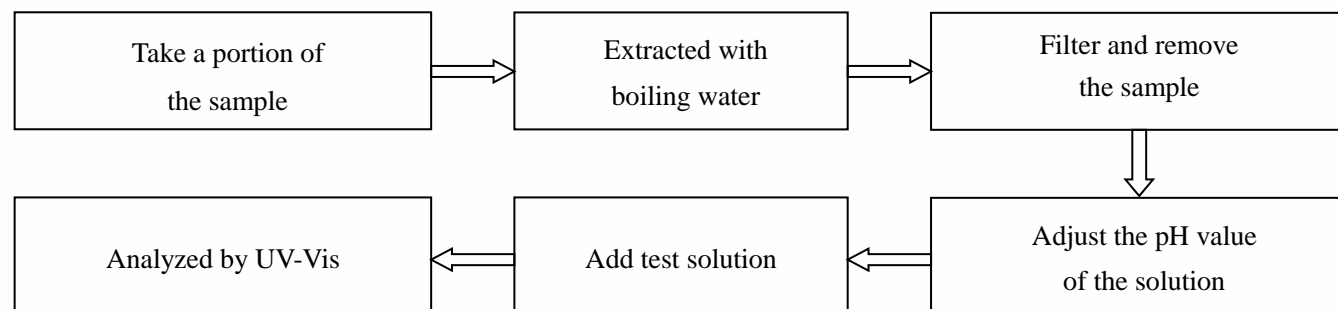 Take a portion of
the sample
Extracted with
boiling water
Filter and remove
the sample
Adjust the pH value
of the solution
Add test solution
Analyzed by UV-Vis